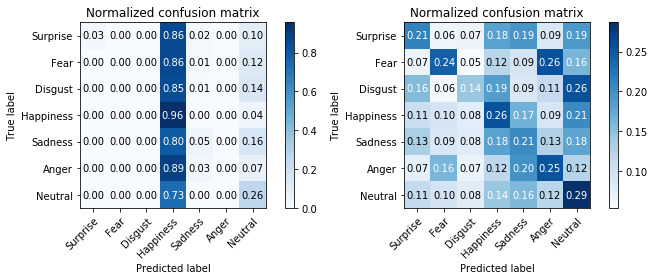 Normalized confusion matrix
True label
Surprise 0.03 0.00 0.00 0.86 0.02 0.00 0.10
Fear 0.00 0.00 0.00 0.86 0.01 0.00 0.12
Disgust 0.00 0.00 0.00 0.85 0.01 0.00 0.14
Happiness 0.00 0.00 0.00 0.96 0.00 0.00 0.04
Sadness 0.00 0.00 0.00 0.80 0.05 0.00 0.16
Anger 0.00 0.00 0.00 0.89 0.03 0.00 0.07
Neutral 0.00 0.00 0.00 0.73 0.00 0.00 0.26
Surprise Fear Disgust Happiness Sadness Anger Neutral
Predicted label
0.8
0.6
0.4
0.2
0.0
Normalized confusion matrix
True label
Surprise 0.21 0.06 0.07 0.18 0.19 0.09 0.19
Fear 0.07 0.24 0.05 0.12 0.09 0.26 0.16
Disgust 0.16 0.06 0.14 0.19 0.09 0.11 0.26
Happiness 0.11 0.10 0.08 0.26 0.17 0.09 0.21
Sadness 0.13 0.09 0.08 0.18 0.21 0.13 0.18
Anger 0.07 0.16 0.07 0.12 0.20 0.25 0.12
Neutral 0.11 0.10 0.08 0.14 0.16 0.12 0.29
Surprise Fear Disgust Happiness Sadness Anger Neutral
Predicted label
0.25
0.20
0.15
0.10